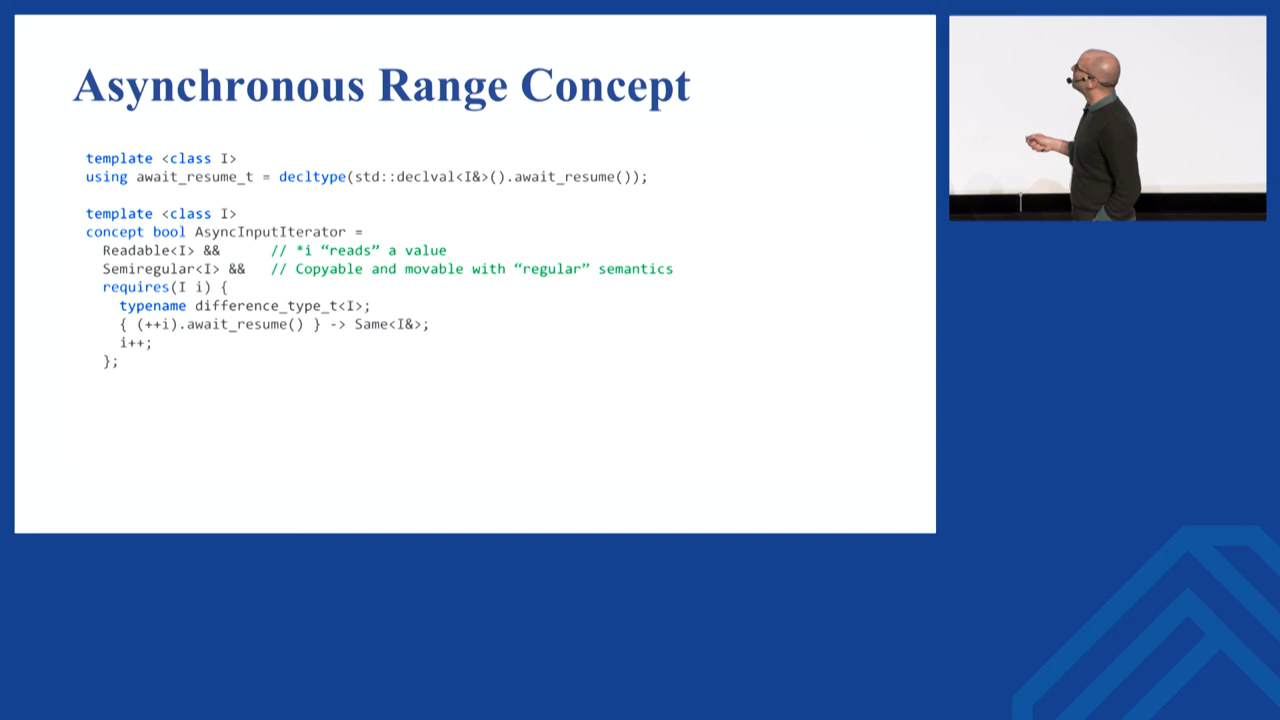 Asynchronous Range Concept
template <class I>
using await_resume_t = decltype(std::declval<I&>().await_resume());
template <class I>
concept bool AsyncInputIterator =
Readable<I> && // *i “reads” a value
Semiregular<I> && // Copyable and movable with “regular” semantics
requires(I i) {
typename difference_type_t<I>;
{ (++i).await_resume() } -> Same<I&>;
i++;
};